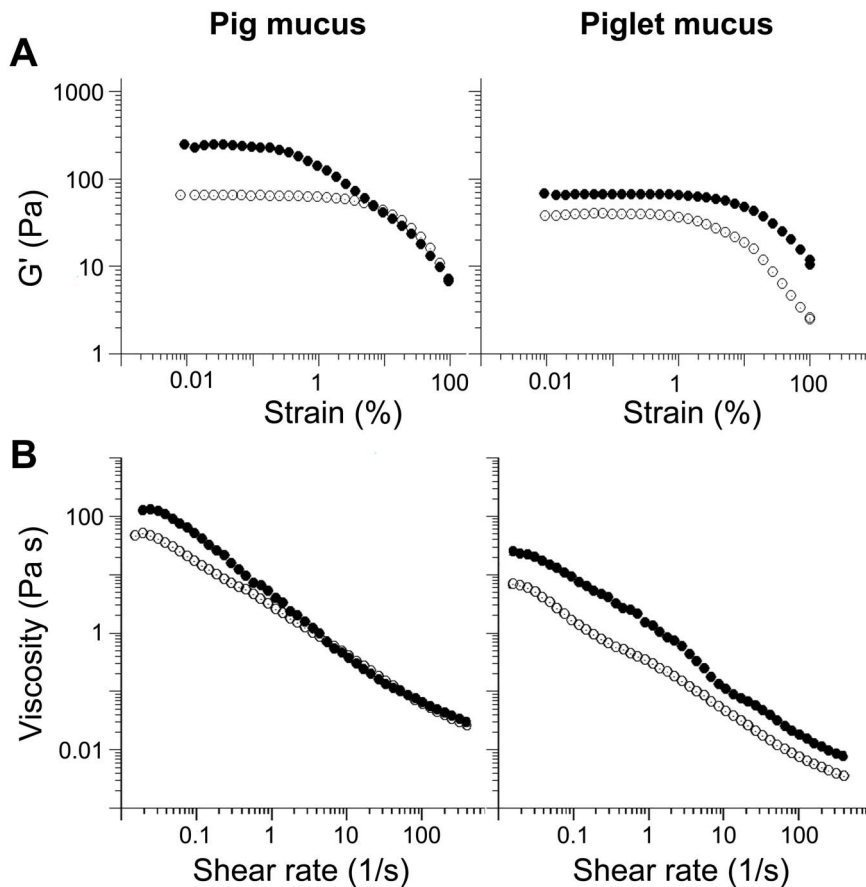 Pig mucus
Piglet mucus
A
1000
100
10
1
G' (Pa)
0.01
1
100
0.01
1
100
Strain (%)
Strain (%)
B
100
1
0.01
Viscosity (Pa s)
0.1
1
10
100
0.1
1
10
100
Shear rate (1/s)
Shear rate (1/s)